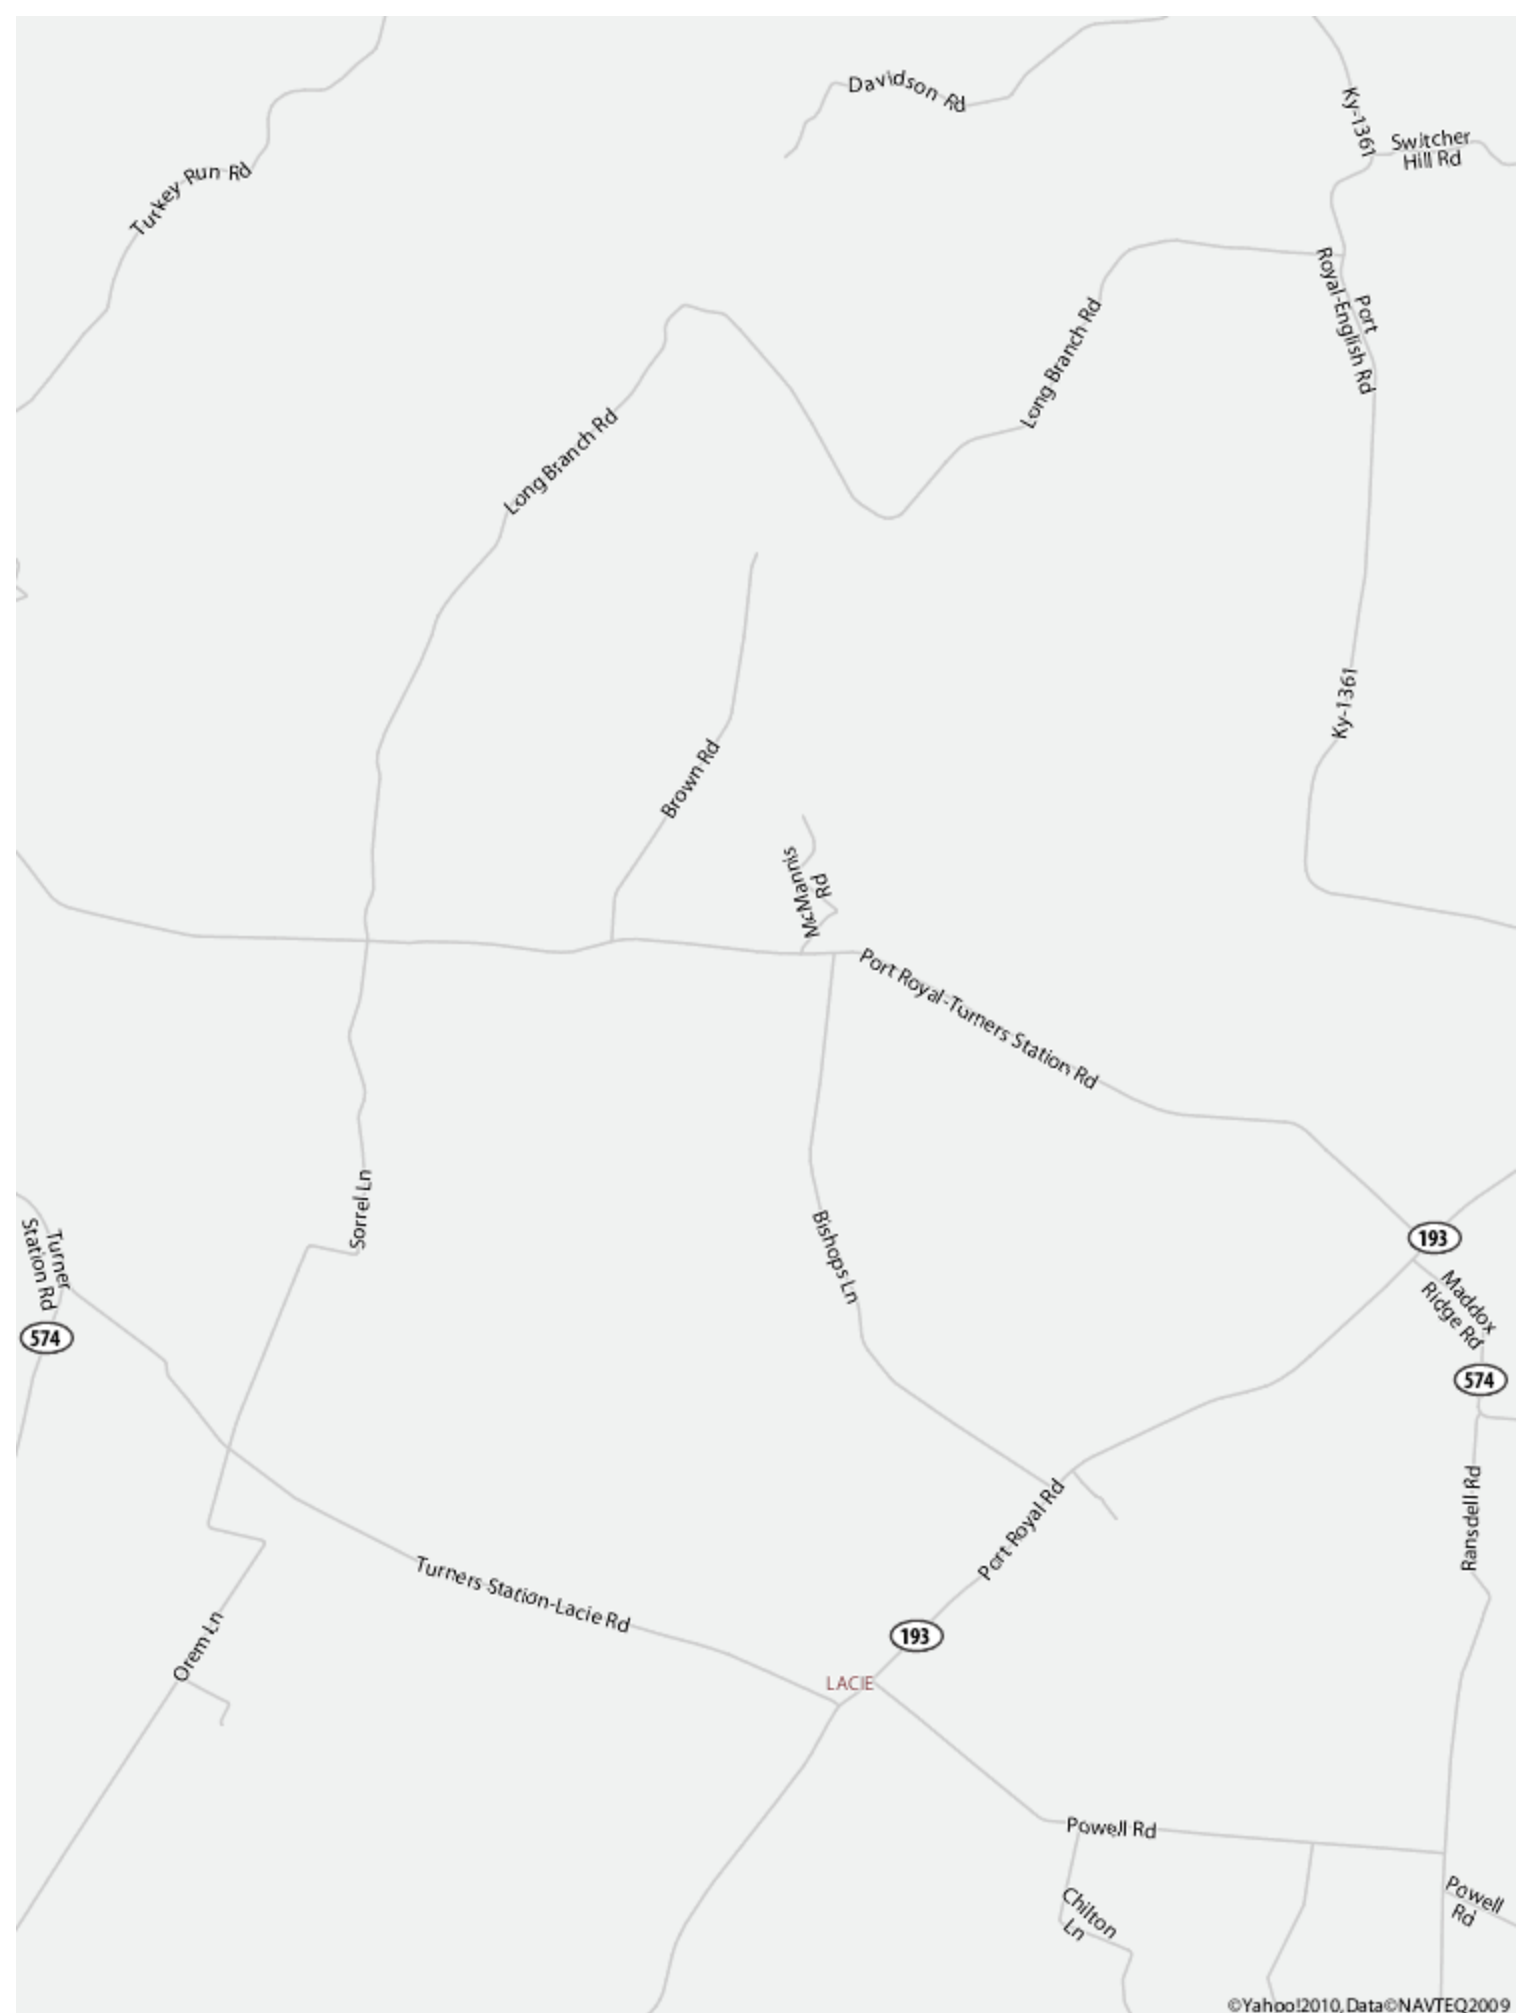 Davidson Rd
Ky-1361
Switcher
Hill Rd
Turkey Run Rd
Port
Royal-English Rd
Long Branch Rd
Long Branch Rd
Ky-1361
Brown Rd
McMannis
Rd
Port Royal-Turners Station Rd
Sorrel Ln
Bishops Ln
Turner
Station Rd
574
193
Maddox
Ridge Rd
574
Port Royal Rd
Ransdell Rd
Turners Station-Lacie Rd
Orem Ln
193
LACIE
Powell Rd
Chilton
Ln
Powell
Rd
©Yahoo!2010, Data©NAVTEQ2009